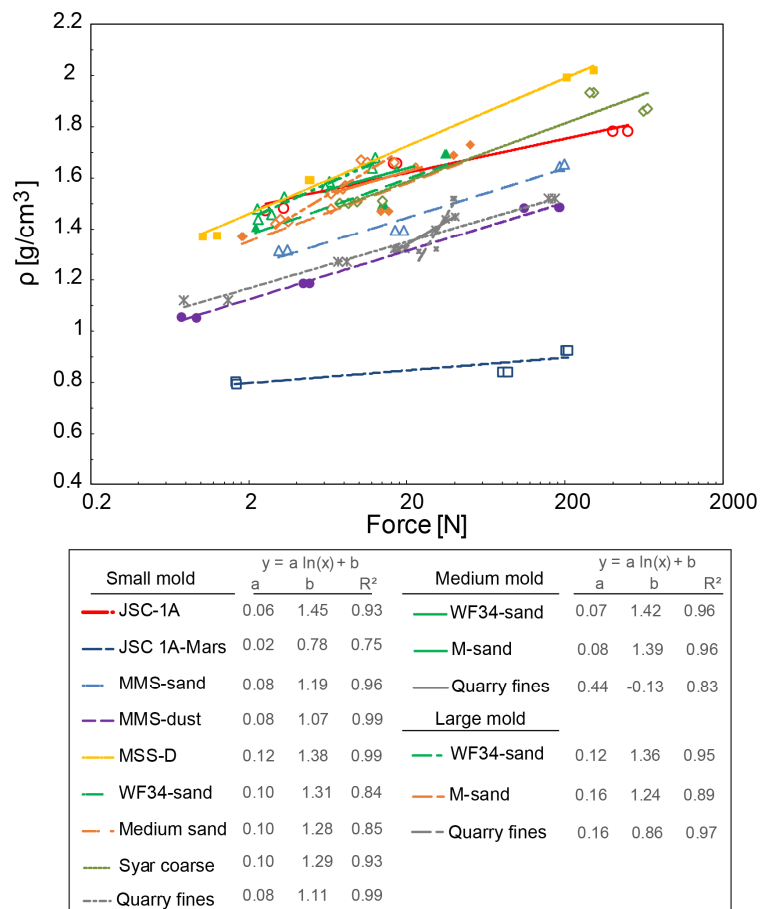 2.2
2
1.8
1.6
1.4
1.2
1
0.8
0.6
0.4
ρ [g/cm3]
0.2 2 20 200 2000
Force [N]
y = a ln(x) + b
Small mold a b R²
JSC-1A 0.06 1.45 0.93
JSC 1A-Mars 0.02 0.78 0.75
MMS-sand 0.08 1.19 0.96
MMS-dust 0.08 1.07 0.99
MSS-D 0.12 1.38 0.99
WF34-sand 0.10 1.31 0.84
Medium sand 0.10 1.28 0.85
Syar coarse 0.10 1.29 0.93
Quarry fines 0.08 1.11 0.99
y = a ln(x) + b
Medium mold a b R²
WF34-sand 0.07 1.42 0.96
M-sand 0.08 1.39 0.96
Quarry fines 0.44 -0.13 0.83
Large mold
WF34-sand 0.12 1.36 0.95
M-sand 0.16 1.24 0.89
Quarry fines 0.16 0.86 0.97